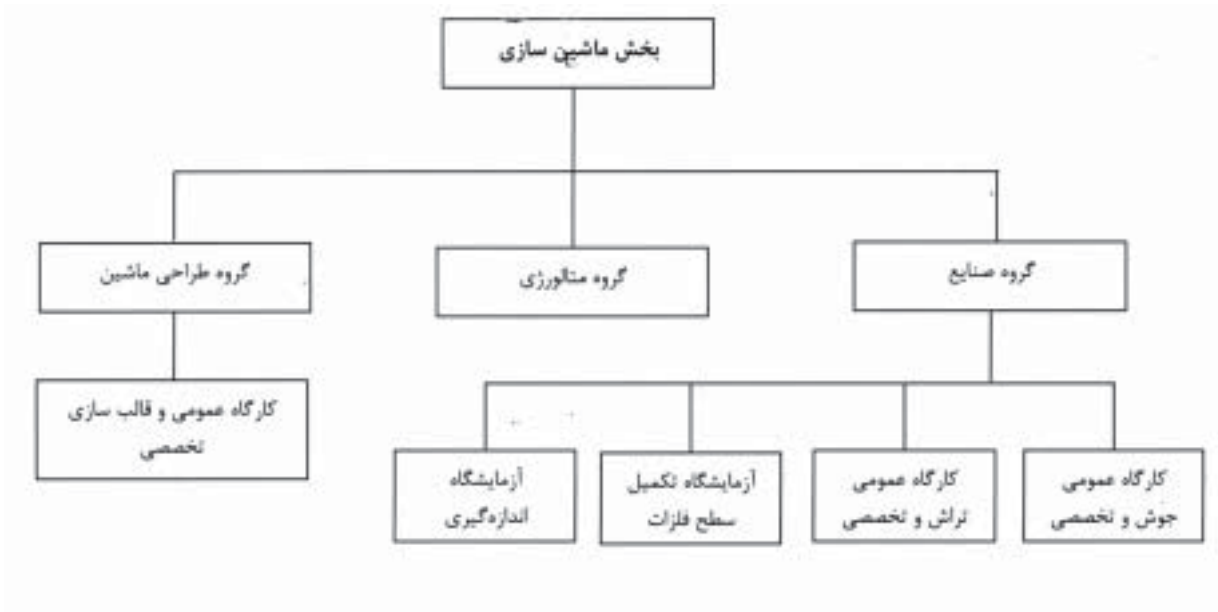 بخش ماشین سازی
گروه صنایع
گروه متالورژی
گروه طراحی ماشین
کارگاه عمومی
جوش و تخصصی
کارگاه عمومی
تراش و تخصصی
آزمایشگاه تکمیل
سطح فلزات
آزمایشگاه
اندازه‌گیری
کارگاه عمومی و قالب سازی
تخصصی